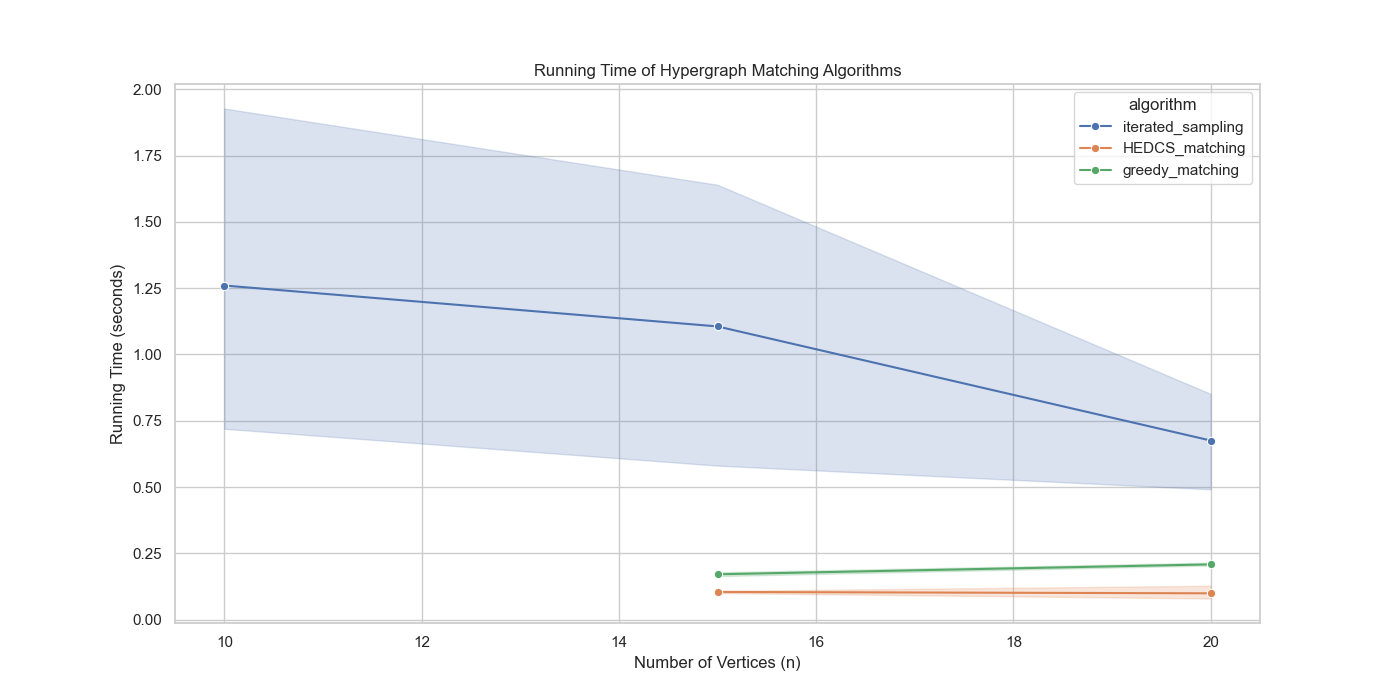 Running Time of Hypergraph Matching Algorithms
2.00
1.75
1.50
1.25
1.00
0.75
0.50
0.25
0.00
Running Time (seconds)
algorithm
iterated_sampling
HEDCS_matching
greedy_matching
10 12 14 16 18 20
Number of Vertices (n)